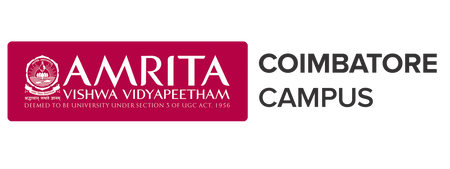 AMRITA
VISHWA VIDYAPEETHAM
DEEMED TO BE UNIVERSITY UNDER SECTION 3 OF UGC ACT, 1956
COIMBATORE
CAMPUS